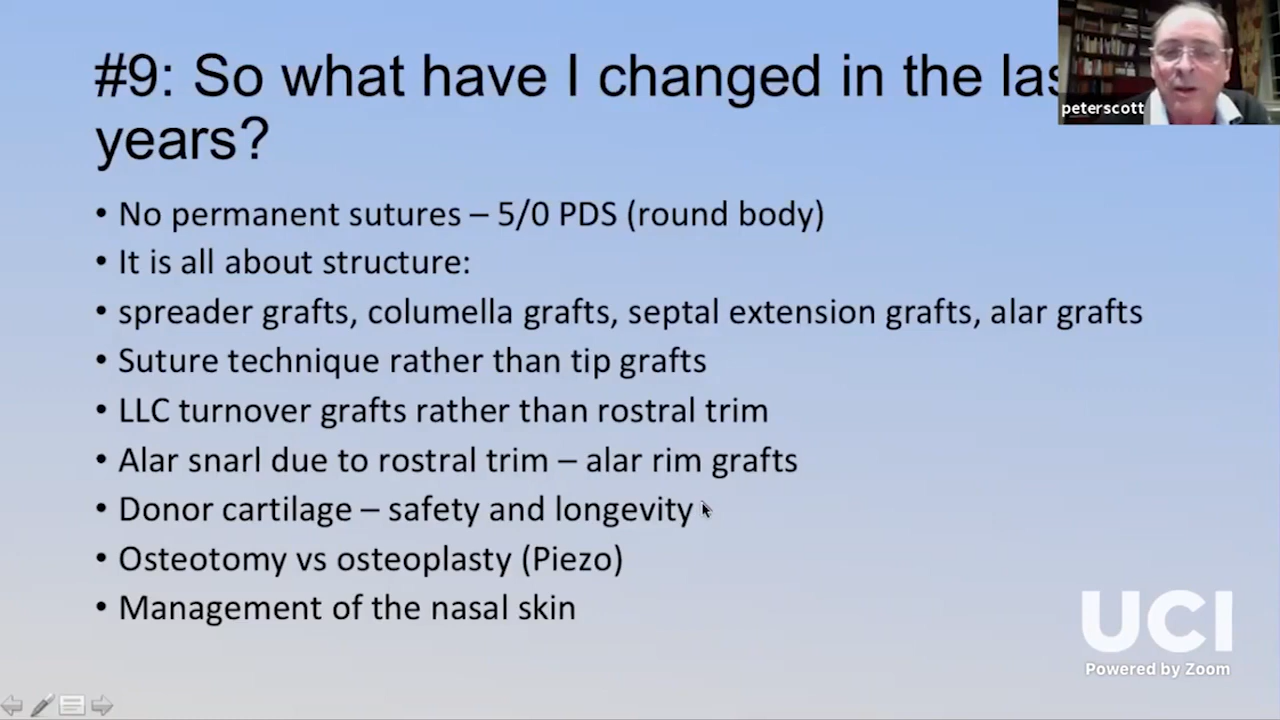 #9: So what have I changed in the
years?
peterscott
• No permanent sutures – 5/0 PDS (round body)
• It is all about structure:
• spreader grafts, columella grafts, septal extension grafts, alar grafts
• Suture technique rather than tip grafts
• LLC turnover grafts rather than rostral trim
• Alar snarl due to rostral trim – alar rim grafts
• Donor cartilage – safety and longevity
• Osteotomy vs osteoplasty (Piezo)
• Management of the nasal skin
UCI
Powered by Zoom